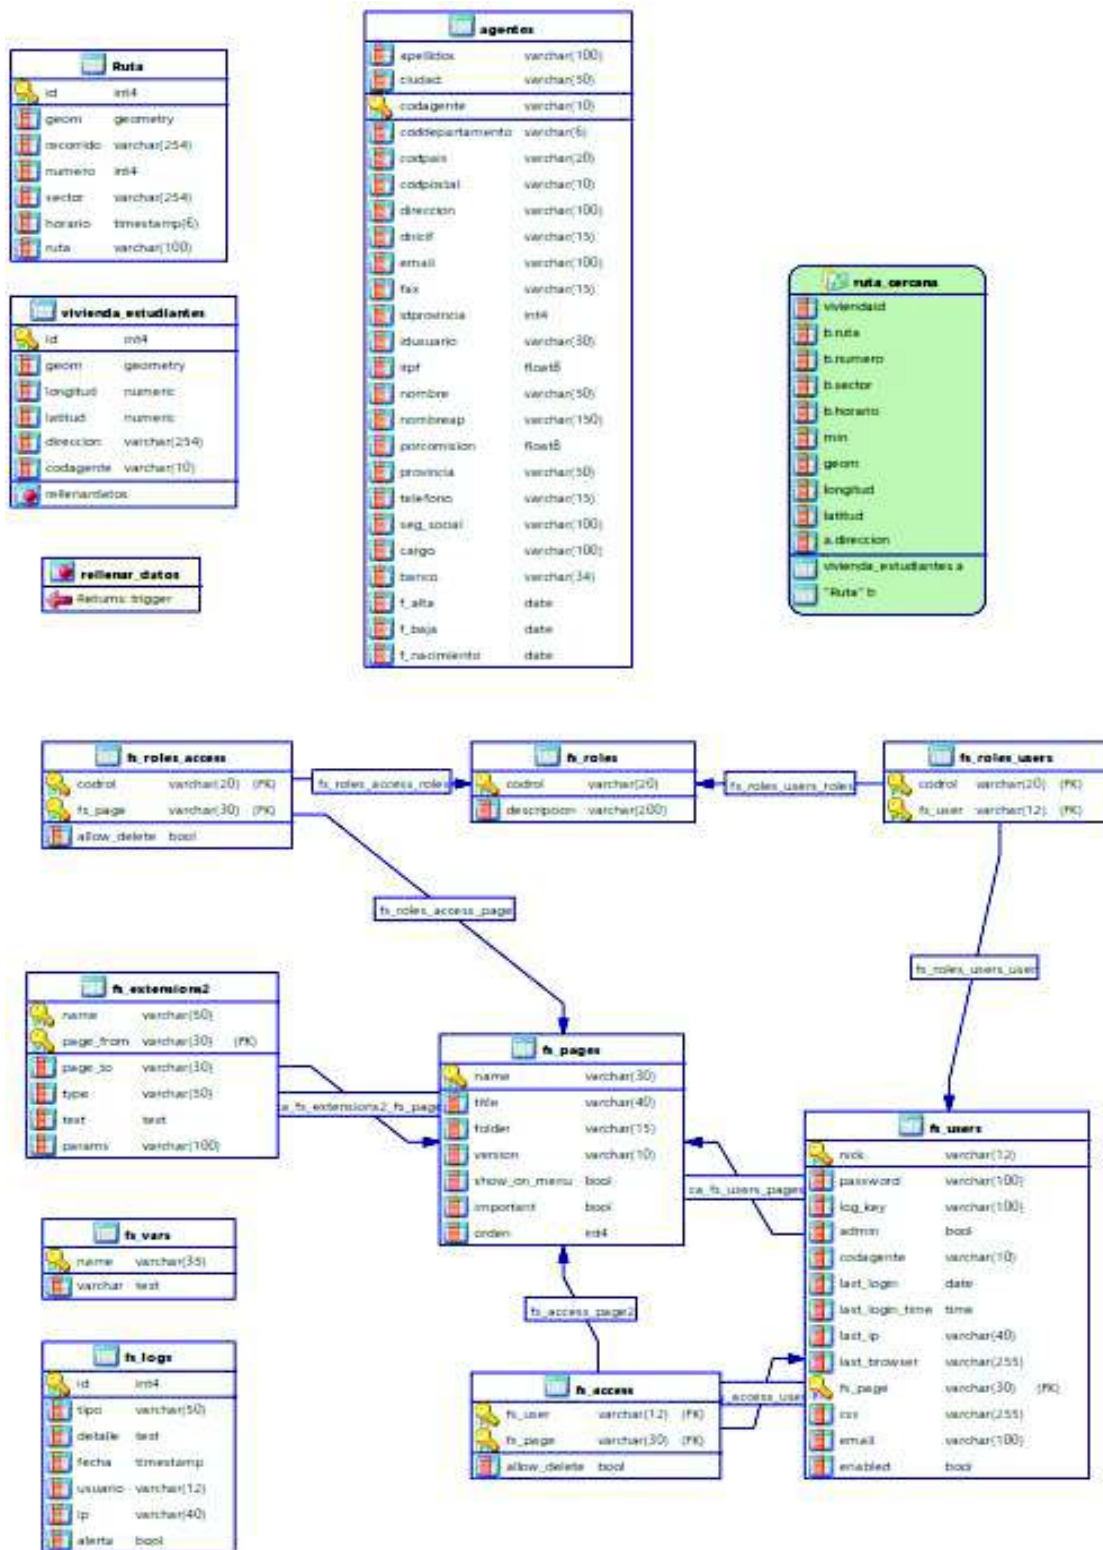 Ruta
id int4
geom geometry
recorrido varchar(254)
numero int4
sector varchar(254)
horario timestamp(6)
ruta varchar(100)
vivienda_estudiantes
id int4
geom geometry
longitud numeric
latitud numeric
direccion varchar(254)
codagente varchar(10)
rellenardatos
rellenar_datos
Returns: trigger
agentes
apellidos varchar(100)
ciudad varchar(50)
codagente varchar(10)
coddepartamento varchar(6)
codpais varchar(20)
codpostal varchar(10)
direccion varchar(100)
dnicif varchar(15)
email varchar(100)
fax varchar(15)
idprovincia int4
idusuario varchar(30)
irpf float8
nombre varchar(50)
nombreap varchar(150)
porcomision float8
provincia varchar(50)
telefono varchar(15)
seg_social varchar(100)
cargo varchar(100)
banco varchar(34)
f_alta date
f_baja date
f_nacimiento date
ruta_cercana
viviendaid
b.ruta
b.numero
b.sector
b.horario
min
geom
longitud
latitud
a.direccion
vivienda_estudiantes a
"Ruta" b
fs_roles_access
codrol varchar(20) (FK)
fs_page varchar(30) (FK)
allow_delete bool
fs_roles_access_roles
fs_roles
codrol varchar(20)
descripcion varchar(200)
fs_roles_users_roles
fs_roles_users
codrol varchar(20) (FK)
fs_user varchar(12) (FK)
fs_roles_access_page
fs_roles_users_user
fs_extensions2
name varchar(50)
page_from varchar(30) (FK)
page_to varchar(30)
type varchar(50)
text text
params varchar(100)
ca_fs_extensions2_fs_page
fs_pages
name varchar(30)
title varchar(40)
folder varchar(15)
version varchar(10)
show_on_menu bool
important bool
orden int4
ca_fs_users_pages
fs_users
nick varchar(12)
password varchar(100)
log_key varchar(100)
admin bool
codagente varchar(10)
last_login date
last_login_time time
last_ip varchar(40)
last_browser varchar(255)
fs_page varchar(30) (FK)
css varchar(255)
email varchar(100)
enabled bool
fs_vars
name varchar(35)
varchar text
fs_access_page2
fs_access
fs_user varchar(12) (FK)
fs_page varchar(30) (FK)
allow_delete bool
_access_user
fs_logs
id int4
tipo varchar(50)
detalle text
fecha timestamp
usuario varchar(12)
ip varchar(40)
alerta bool